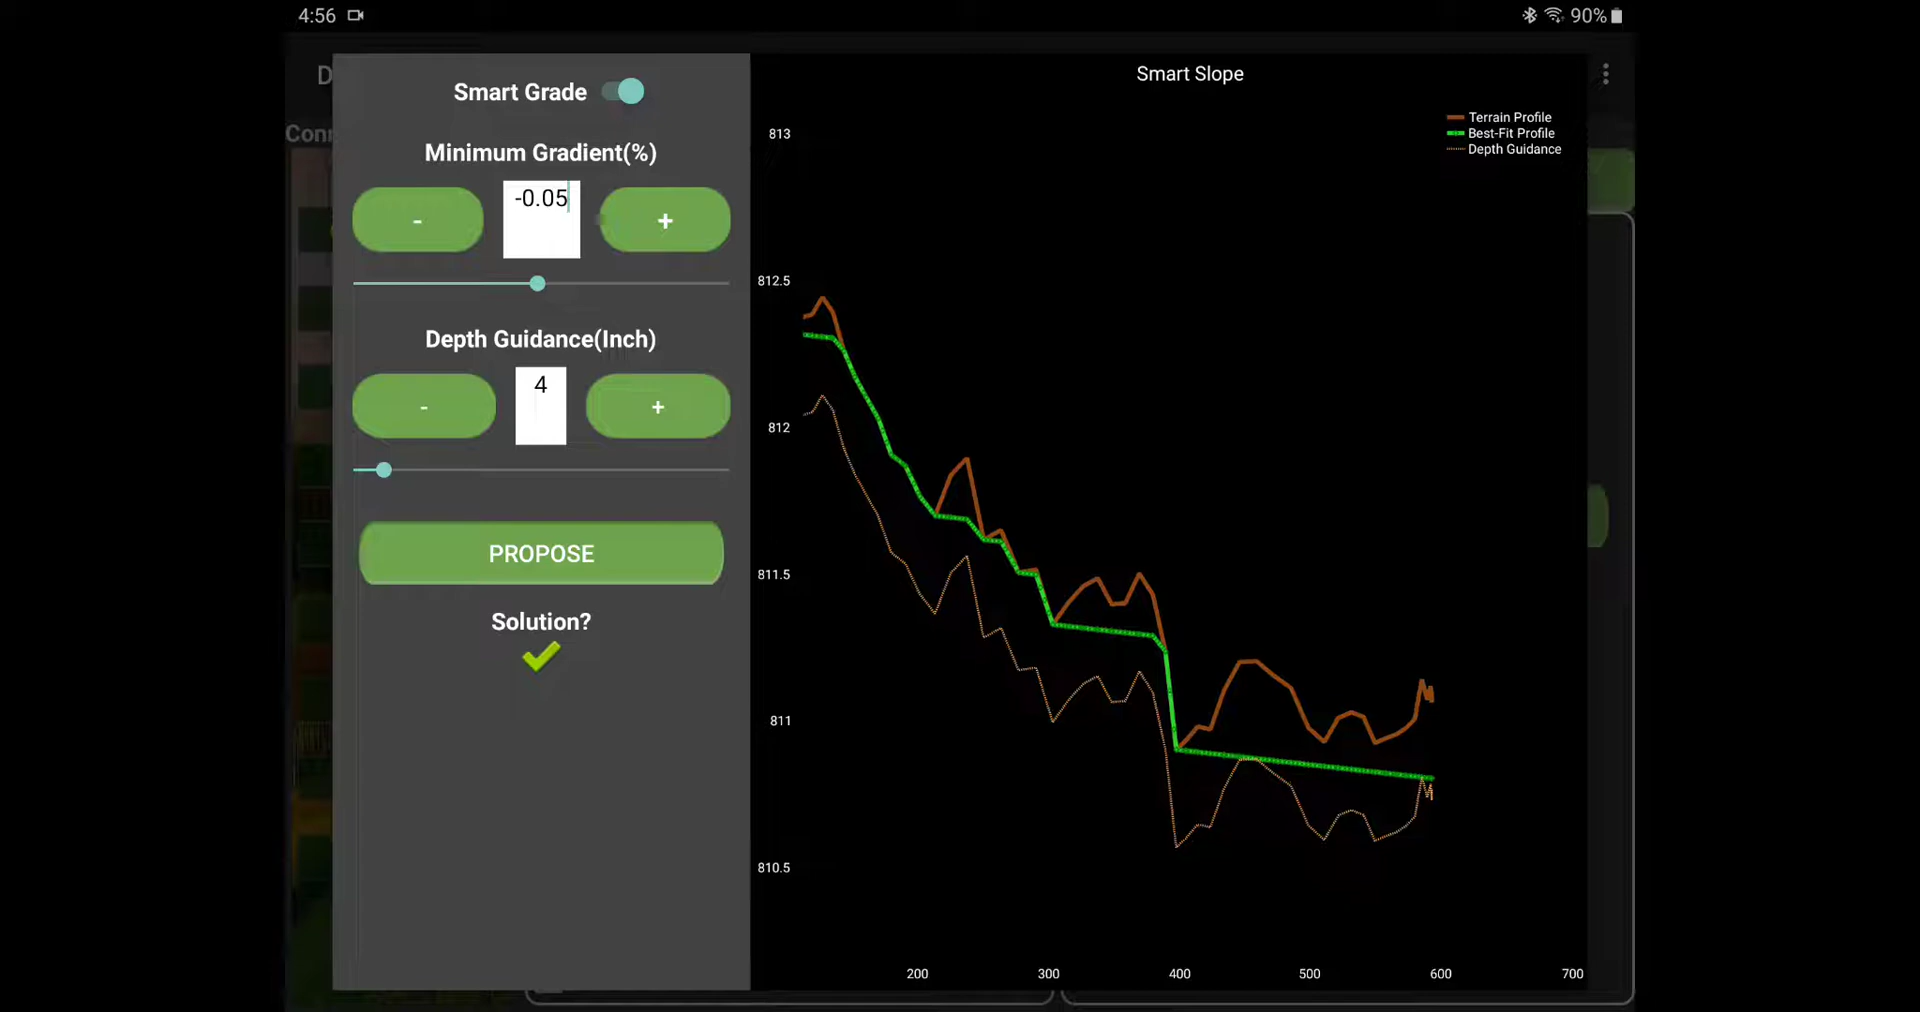 4:56
90%
D
Conn
Smart Grade
Minimum Gradient(%)
-
-0.05
+
Depth Guidance(Inch)
-
4
+
PROPOSE
Solution?
Smart Slope
Terrain Profile
Best-Fit Profile
Depth Guidance
813
812.5
812
811.5
811
810.5
200
300
400
500
600
700